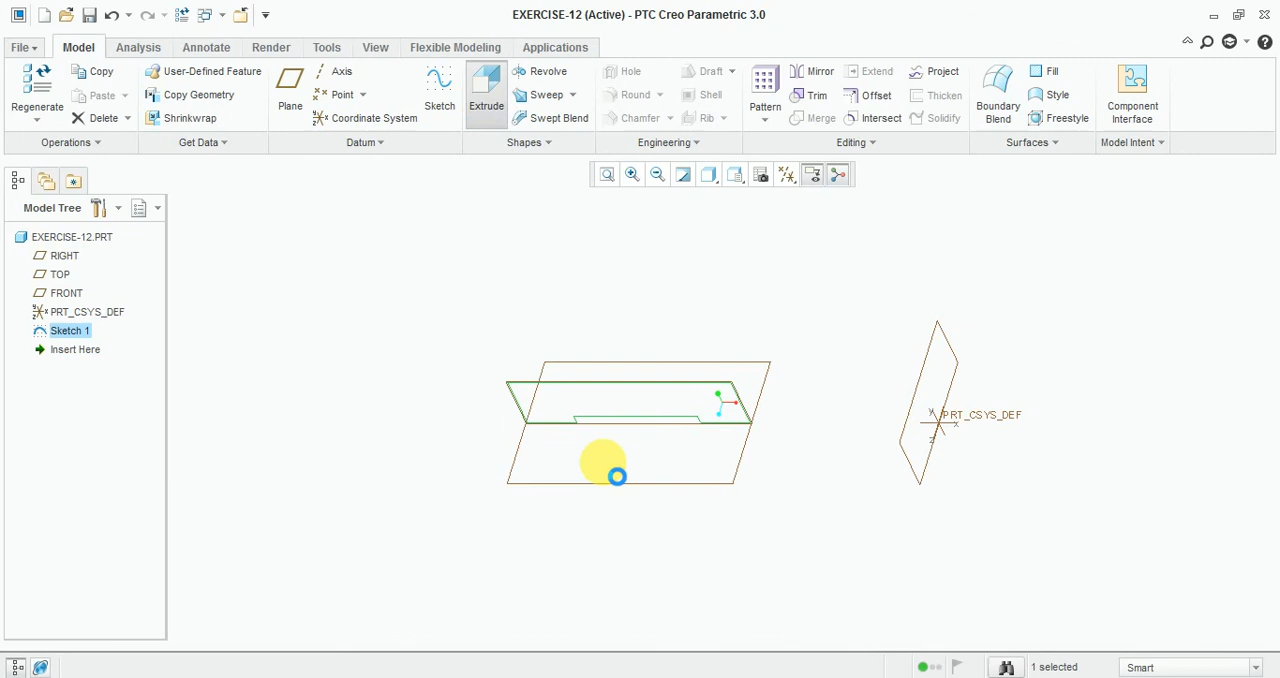 EXERCISE-12 (Active) - PTC Creo Parametric 3.0
File Model Analysis Annotate Render Tools View Flexible Modeling Applications
Regenerate
Copy
Paste
Delete
Operations
User-Defined Feature
Copy Geometry
Shrinkwrap
Get Data
Plane
Axis
Point
Coordinate System
Datum
Sketch
Extrude
Revolve
Sweep
Swept Blend
Shapes
Hole
Round
Chamfer
Draft
Shell
Rib
Engineering
Pattern
Mirror
Trim
Merge
Extend
Offset
Intersect
Project
Thicken
Solidify
Editing
Boundary
Blend
Fill
Style
Freestyle
Surfaces
Component
Interface
Model Intent
Model Tree
EXERCISE-12.PRT
RIGHT
TOP
FRONT
PRT_CSYS_DEF
Sketch 1
Insert Here
Y
PRT_CSYS_DEF
X
Z
1 selected
Smart